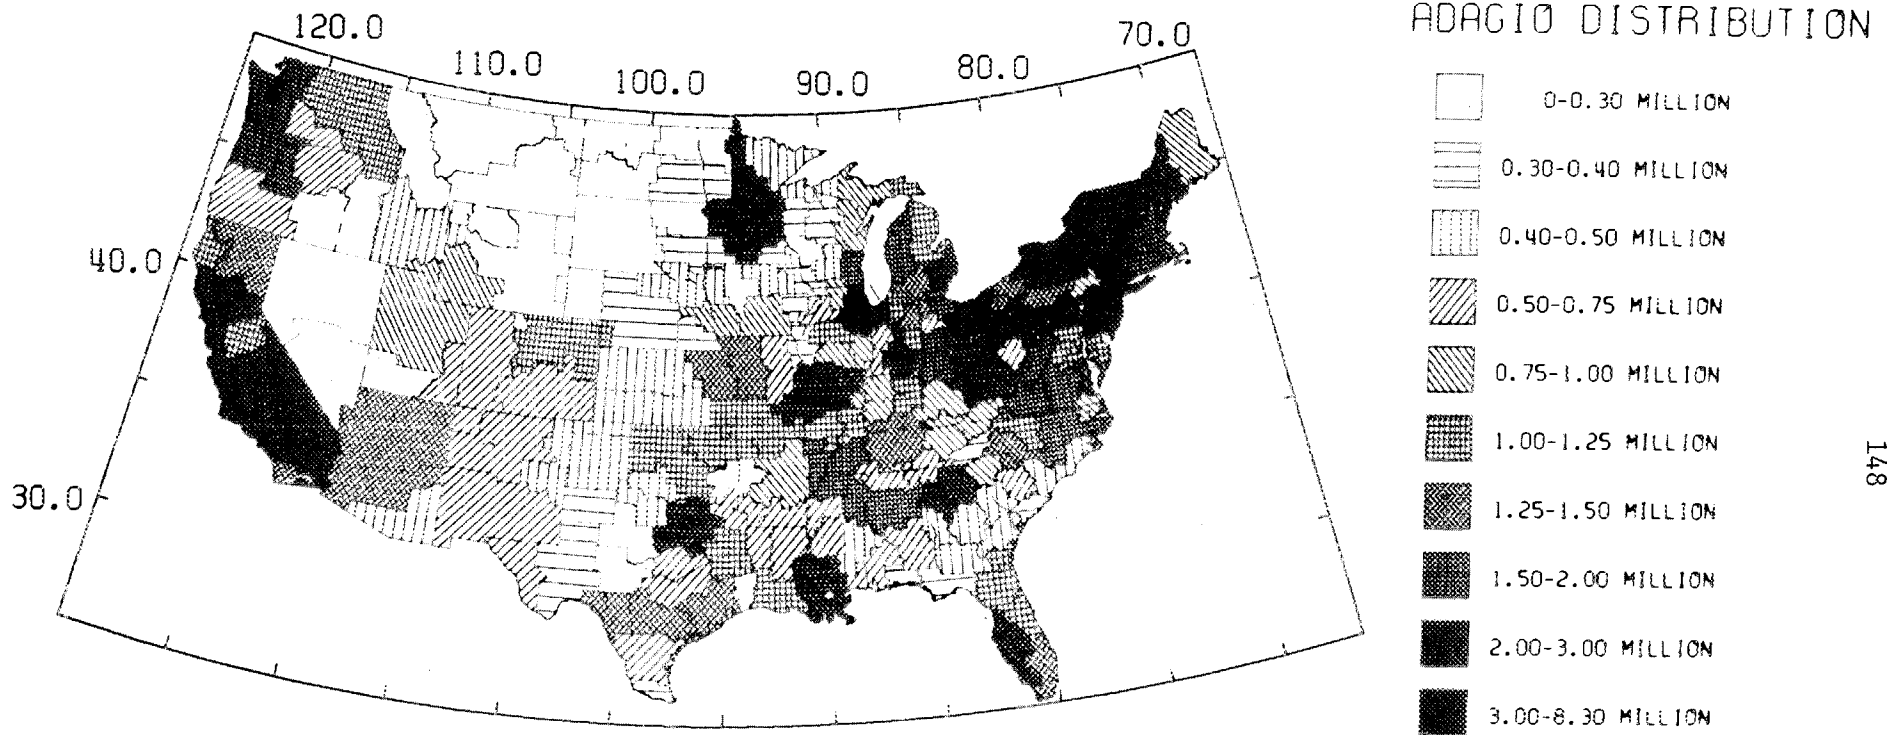 ADAGIO DISTRIBUTION
120.0
110.0
100.0
90.0
80.0
70.0
40.0
30.0
0-0.30 MILLION
0.30-0.40 MILLION
0.40-0.50 MILLION
0.50-0.75 MILLION
0.75-1.00 MILLION
1.00-1.25 MILLION
1.25-1.50 MILLION
1.50-2.00 MILLION
2.00-3.00 MILLION
3.00-8.30 MILLION
148